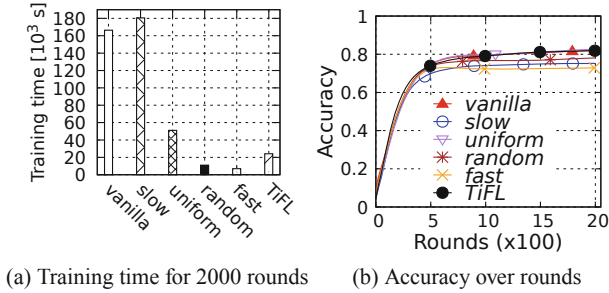 Training time [10³ s]
180
160
140
120
100
80
60
40
20
0
vanilla
slow
uniform
random
fast
TiFL
Accuracy
1
0.8
0.6
0.4
0.2
0
vanilla
slow
uniform
random
fast
TiFL
0 5 10 15 20
Rounds (x100)
(a) Training time for 2000 rounds
(b) Accuracy over rounds